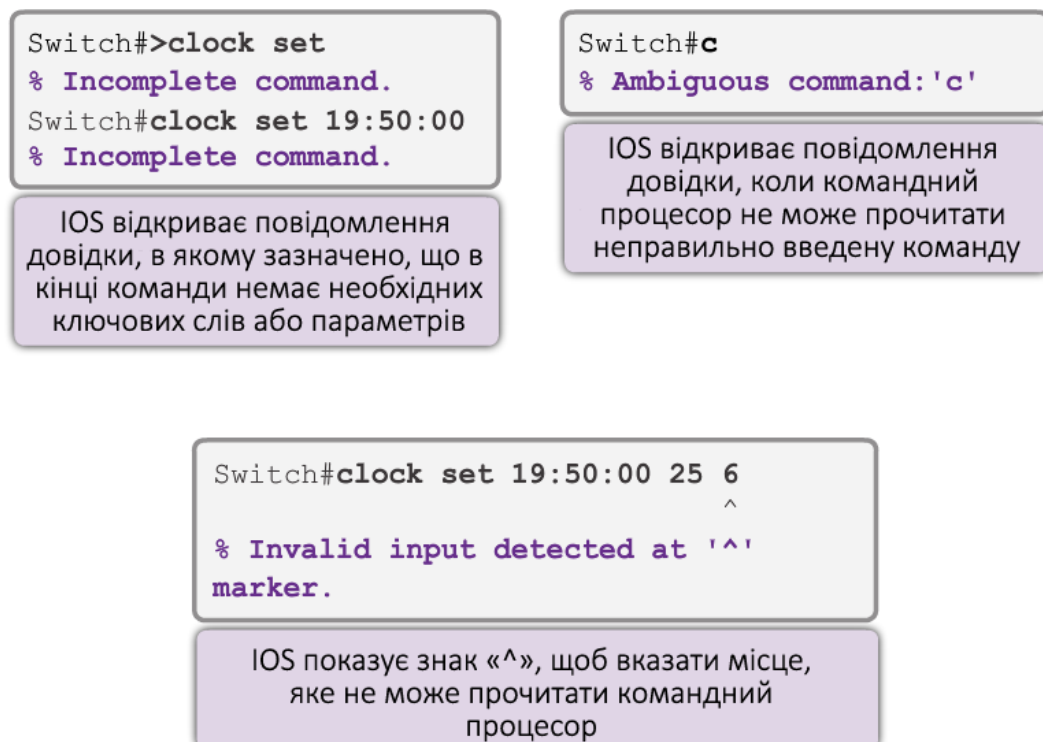 Switch#>clock set
% Incomplete command.
Switch#clock set 19:50:00
% Incomplete command.
IOS відкриває повідомлення
довідки, в якому зазначено, що в
кінці команди немає необхідних
ключових слів або параметрів
Switch#c
% Ambiguous command:'c'
IOS відкриває повідомлення
довідки, коли командний
процесор не може прочитати
неправильно введену команду
Switch#clock set 19:50:00 25 6
^
% Invalid input detected at '^'
marker.
IOS показує знак «^», щоб вказати місце,
яке не може прочитати командний
процесор